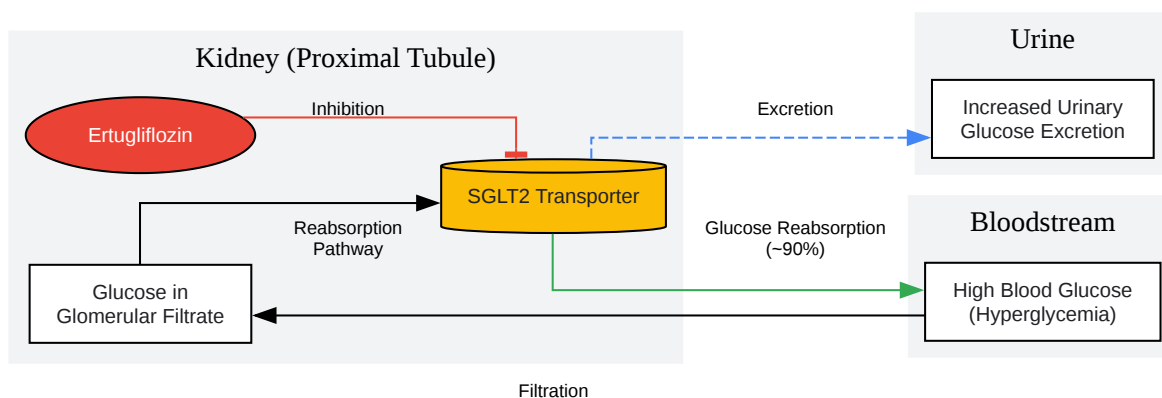 Urine
Kidney (Proximal Tubule)
Inhibition
Excretion
Increased Urinary
Glucose Excretion
Ertugliflozin
SGLT2 Transporter
Reabsorption
Pathway
Glucose Reabsorption
(~90%)
Bloodstream
Glucose in
Glomerular Filtrate
High Blood Glucose
(Hyperglycemia)
Filtration